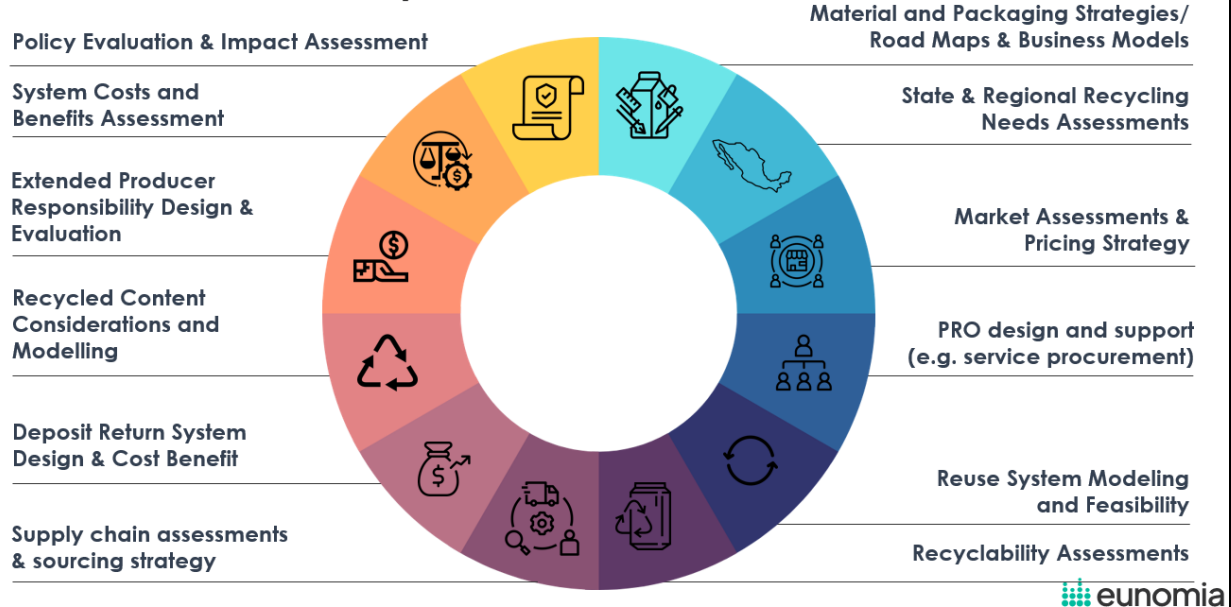 Policy Evaluation & Impact Assessment
System Costs and
Benefits Assessment
Extended Producer
Responsibility Design &
Evaluation
Recycled Content
Considerations and
Modelling
Deposit Return System
Design & Cost Benefit
Supply chain assessments
& sourcing strategy
Material and Packaging Strategies/
Road Maps & Business Models
State & Regional Recycling
Needs Assessments
Market Assessments &
Pricing Strategy
PRO design and support
(e.g. service procurement)
Reuse System Modeling
and Feasibility
Recyclability Assessments
eunomia